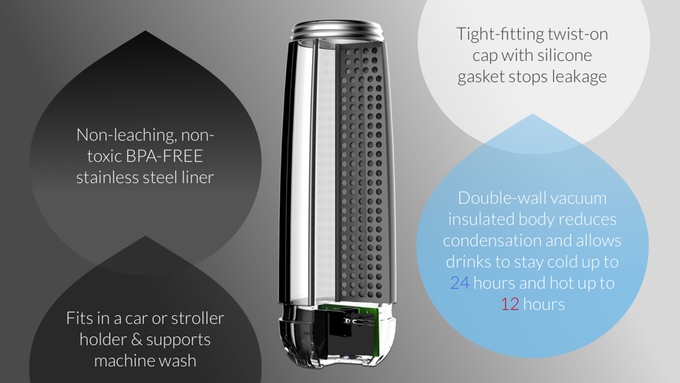 Non-leaching, non-
toxic BPA-FREE
stainless steel liner
Fits in a car or stroller
holder & supports
machine wash
Tight-fitting twist-on
cap with silicone
gasket stops leakage
Double-wall vacuum
insulated body reduces
condensation and allows
drinks to stay cold up to
24 hours and hot up to
12 hours